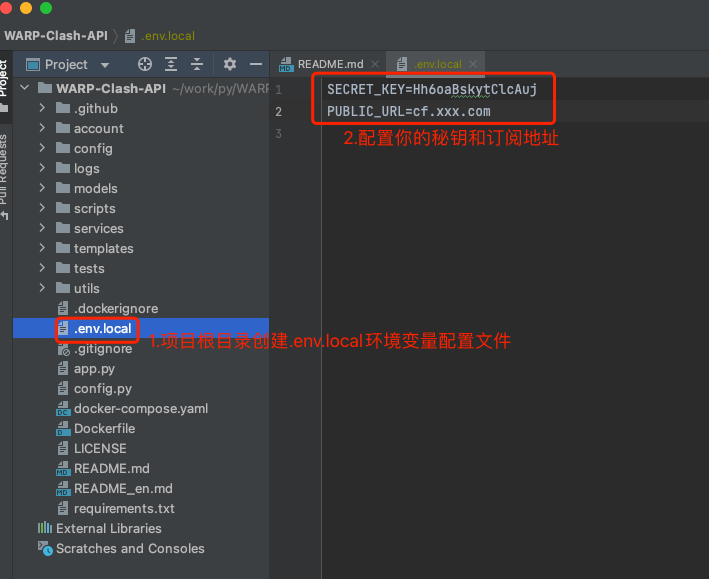 WARP-Clash-API
.env.local
Project
Project
README.md
.env.local
WARP-Clash-API ~/work/py/WARP
.github
account
config
logs
models
scripts
services
templates
tests
utils
.dockerignore
.env.local
.gitignore
app.py
config.py
docker-compose.yaml
Dockerfile
LICENSE
README.md
README_en.md
requirements.txt
External Libraries
Scratches and Consoles
Pull Requests
1 SECRET_KEY=Hh6oaBskytClcAuj
2 PUBLIC_URL=cf.xxx.com
3
2.配置你的秘钥和订阅地址
1.项目根目录创建.env.local环境变量配置文件